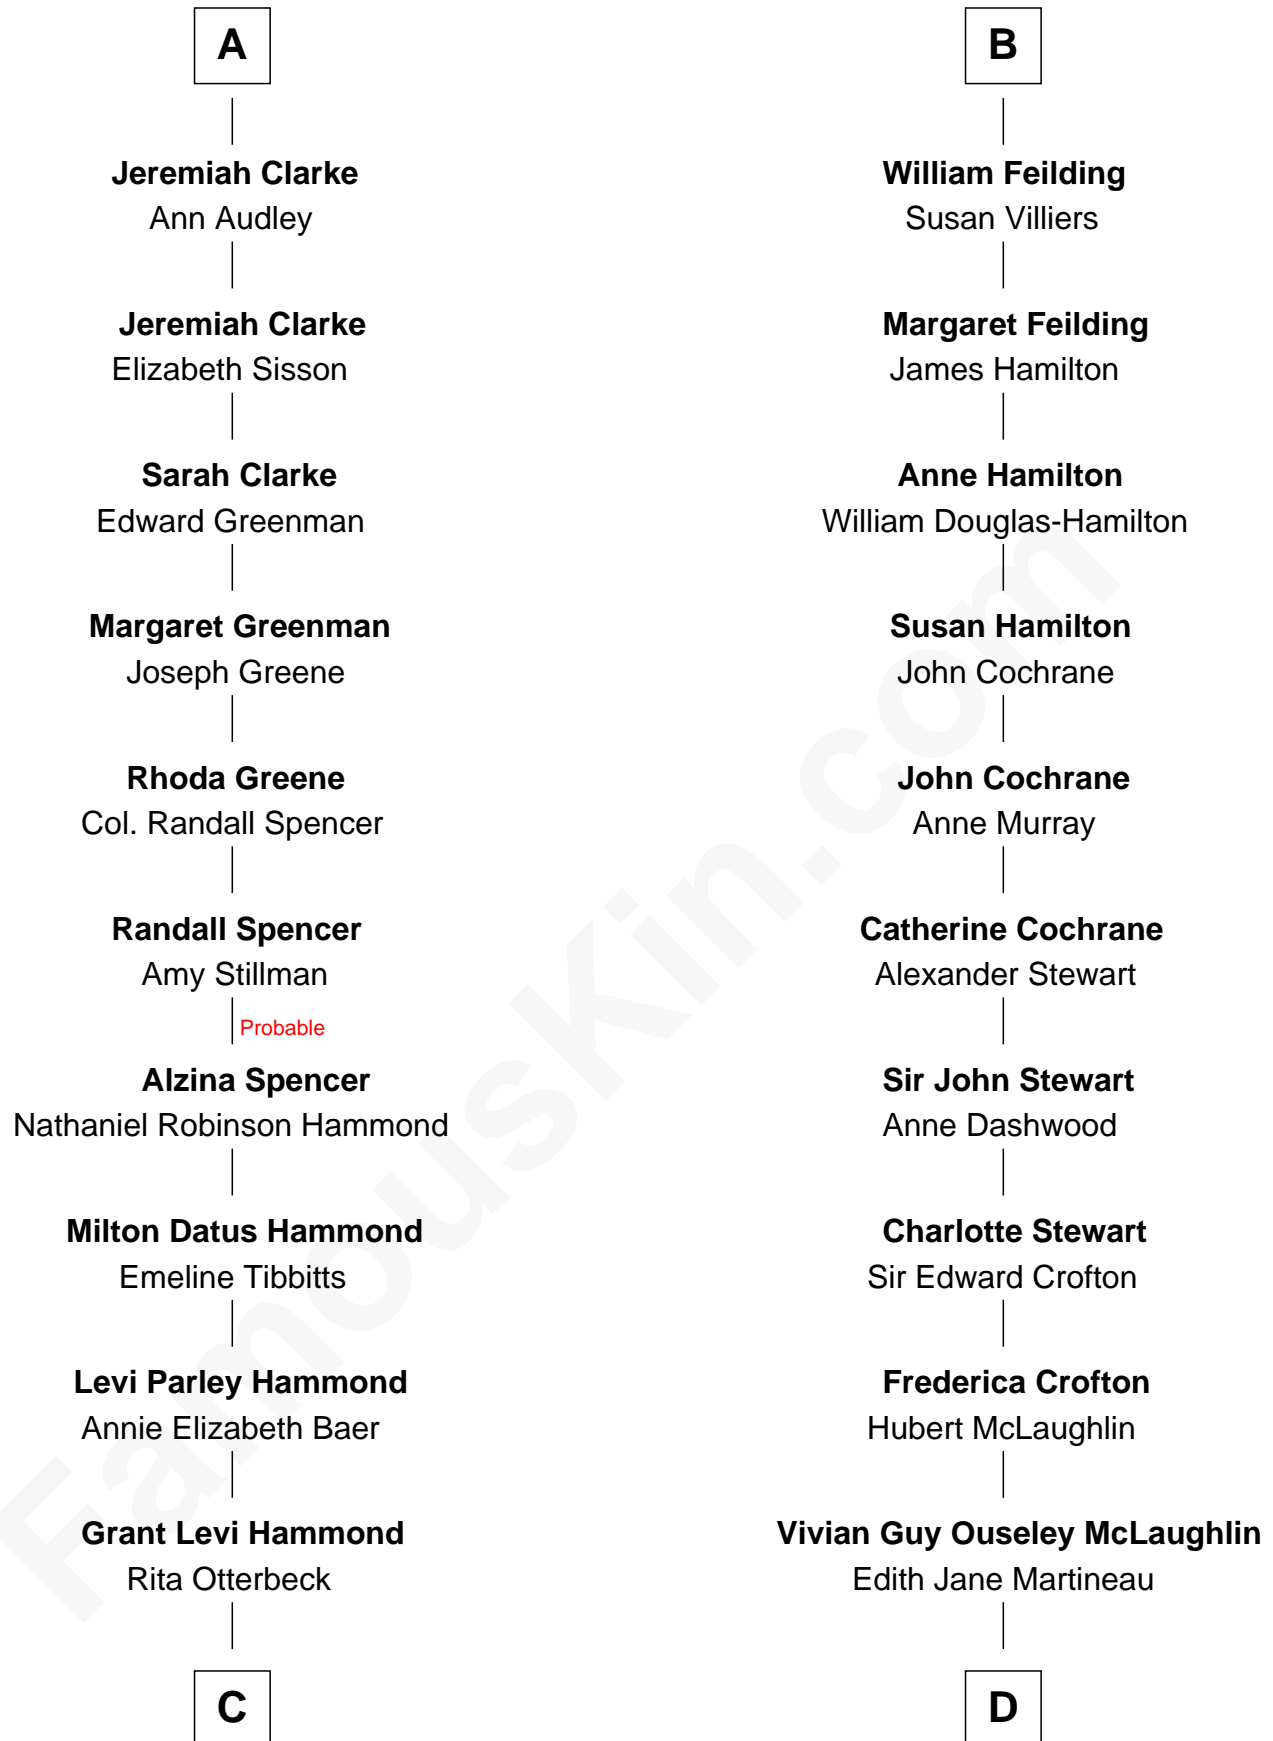 A
Jeremiah Clarke
Ann Audley
Jeremiah Clarke
Elizabeth Sisson
Sarah Clarke
Edward Greenman
Margaret Greenman
Joseph Greene
Rhoda Greene
Col. Randall Spencer
Randall Spencer
Amy Stillman
Probable
Alzina Spencer
Nathaniel Robinson Hammond
Milton Datus Hammond
Emeline Tibbitts
Levi Parley Hammond
Annie Elizabeth Baer
Grant Levi Hammond
Rita Otterbeck
C
B
William Feilding
Susan Villiers
Margaret Feilding
James Hamilton
Anne Hamilton
William Douglas-Hamilton
Susan Hamilton
John Cochrane
John Cochrane
Anne Murray
Catherine Cochrane
Alexander Stewart
Sir John Stewart
Anne Dashwood
Charlotte Stewart
Sir Edward Crofton
Frederica Crofton
Hubert McLaughlin
Vivian Guy Ouseley McLaughlin
Edith Jane Martineau
D
FamousKin.com